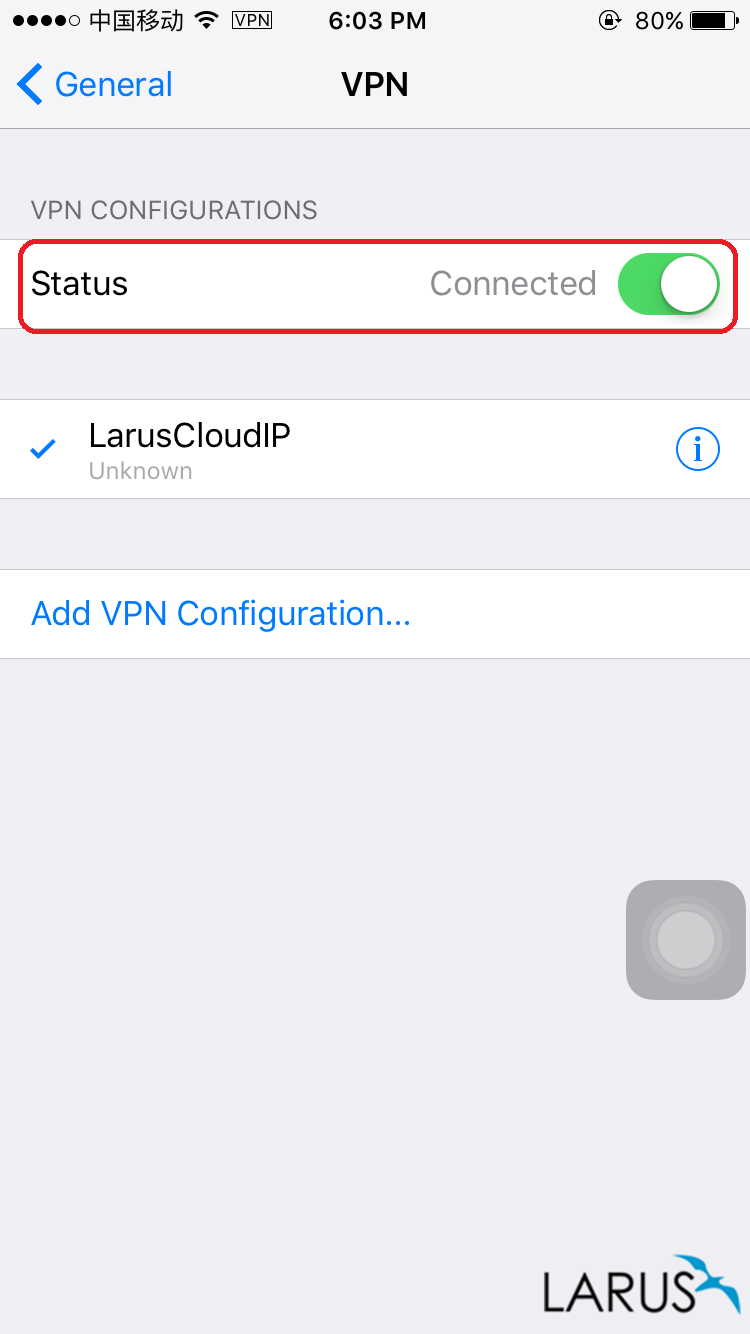 中国移动 VPN 6:03 PM 80%
General VPN
VPN CONFIGURATIONS
Status Connected
LarusCloudIP
Unknown
Add VPN Configuration...
LARUS